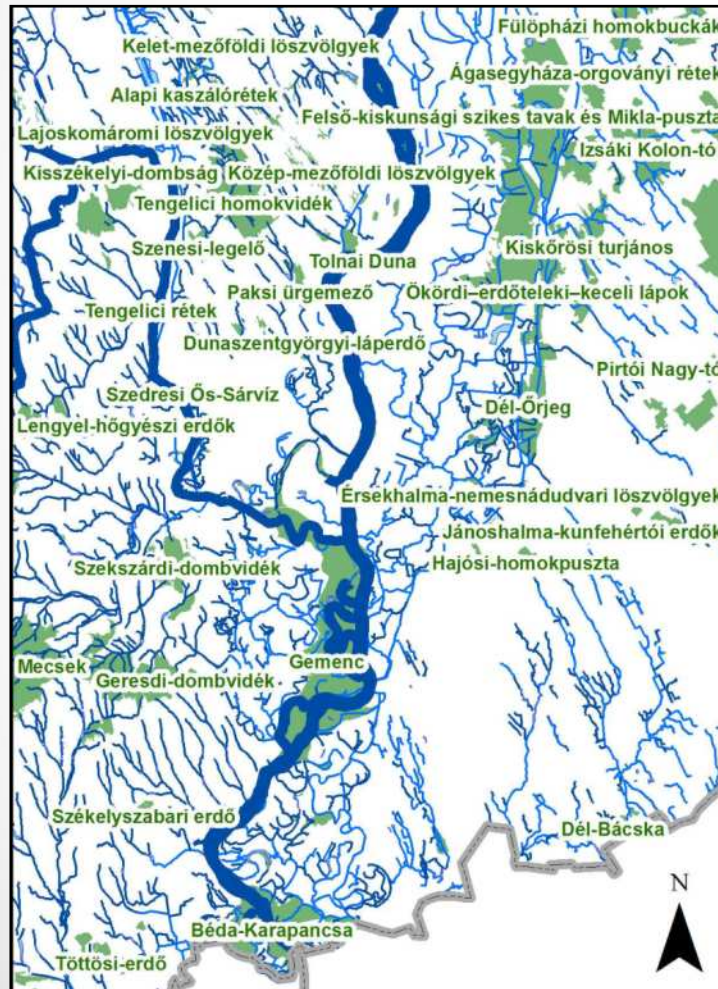 Fülöpházi homokbuckák
Kelet-mezőföldi löszvölgyek
Ágasegyháza-orgoványi rétek
Alapi kaszálórétek
Felső-kiskunsági szikes tavak és Mikla-puszta
Lajoskomáromi löszvölgyek
Izsáki Kolon-tó
Kisszékelyi-dombság
Közép-mezőföldi löszvölgyek
Tengelici homokvidék
Szenesi-legelő
Kiskőrösi turjános
Tolnai Duna
Paksi ürgemező
Ökördi–erdőteleki–keceli lápok
Tengelici rétek
Dunaszentgyörgyi-láperdő
Pirtói Nagy-tó
Szedresi Ős-Sárvíz
Dél-Őrjeg
Lengyel-hőgyészi erdők
Érsekhalma-nemesnádudvari löszvölgyek
Jánoshalma-kunfehértói erdők
Szekszárdi-dombvidék
Hajósi-homokpuszta
Mecsek
Gemenc
Geresdi-dombvidék
Székelyszabari erdő
Dél-Bácska
N
Béda-Karapancsa
Töttösi-erdő